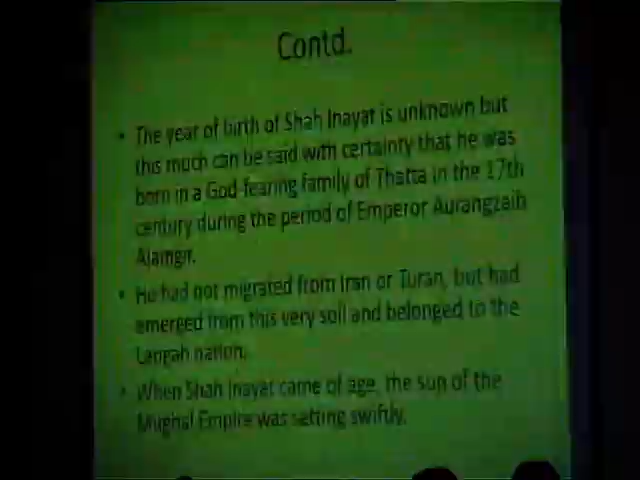 Contd.
• The year of birth of Shah Inayat is unknown but
this much can be said with certainty that he was
born in a God-fearing family of Thatta in the 17th
century during the period of Emperor Aurangzaib
Alamgir.
• He had not migrated from Iran or Turan, but had
emerged from this very soil and belonged to the
Langah nation.
• When Shah Inayat came of age, the sun of the
Mughal Empire was setting swiftly.